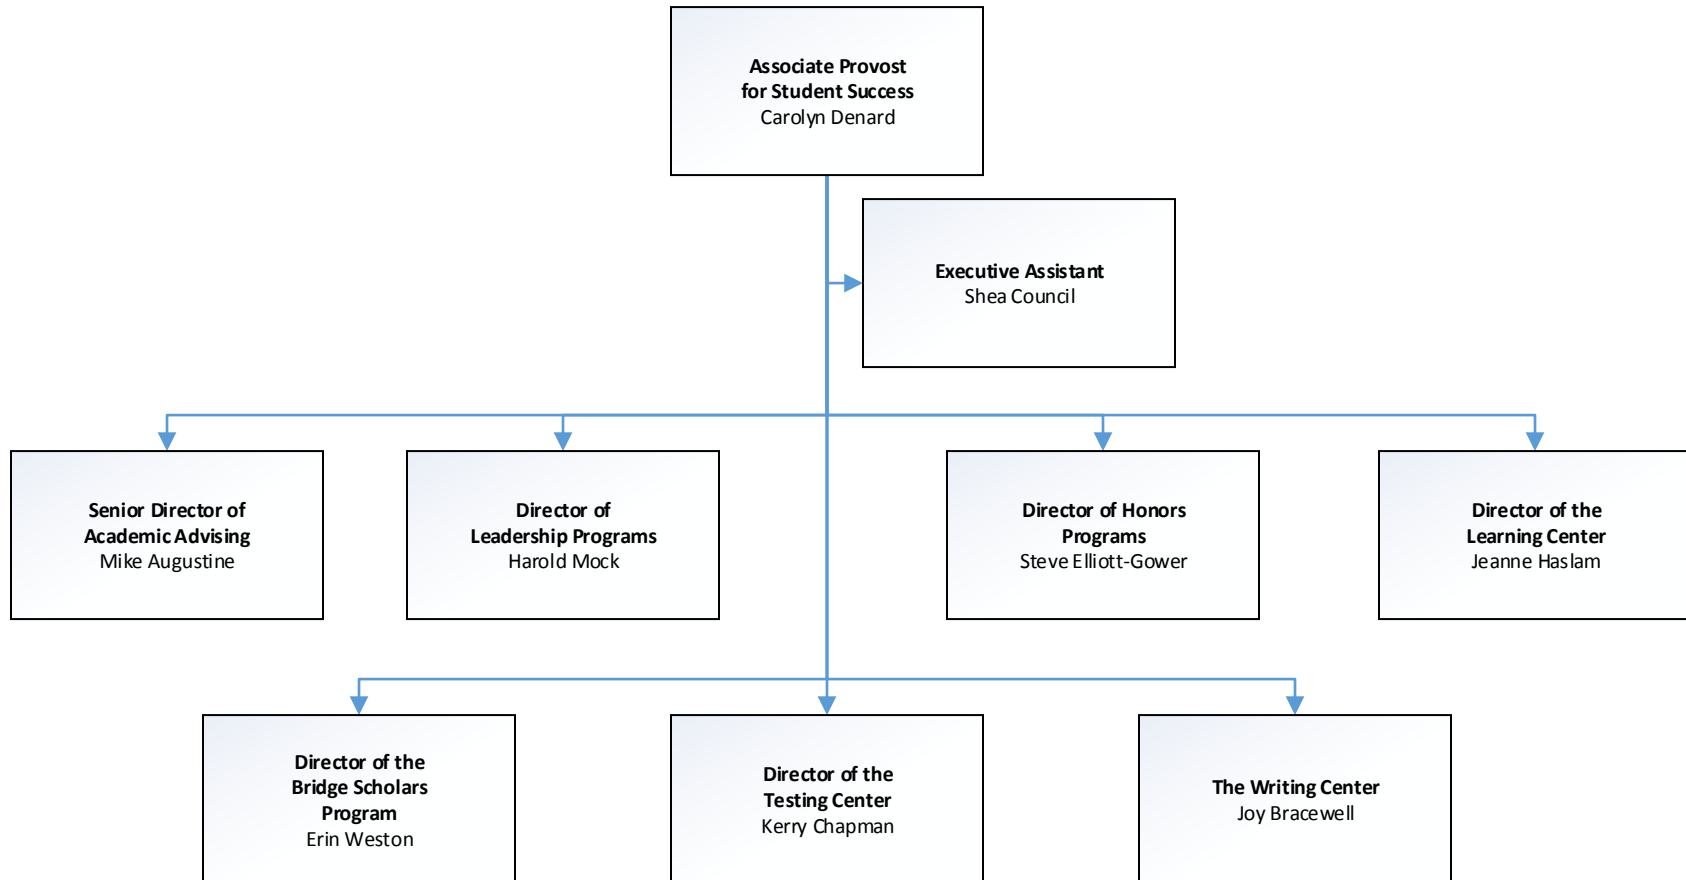 Associate Provost
for Student Success
Carolyn Denard
Executive Assistant
Shea Council
Senior Director of
Academic Advising
Mike Augustine
Director of
Leadership Programs
Harold Mock
Director of Honors
Programs
Steve Elliott-Gower
Director of the
Learning Center
Jeanne Haslam
Director of the
Bridge Scholars
Program
Erin Weston
Director of the
Testing Center
Kerry Chapman
The Writing Center
Joy Bracewell